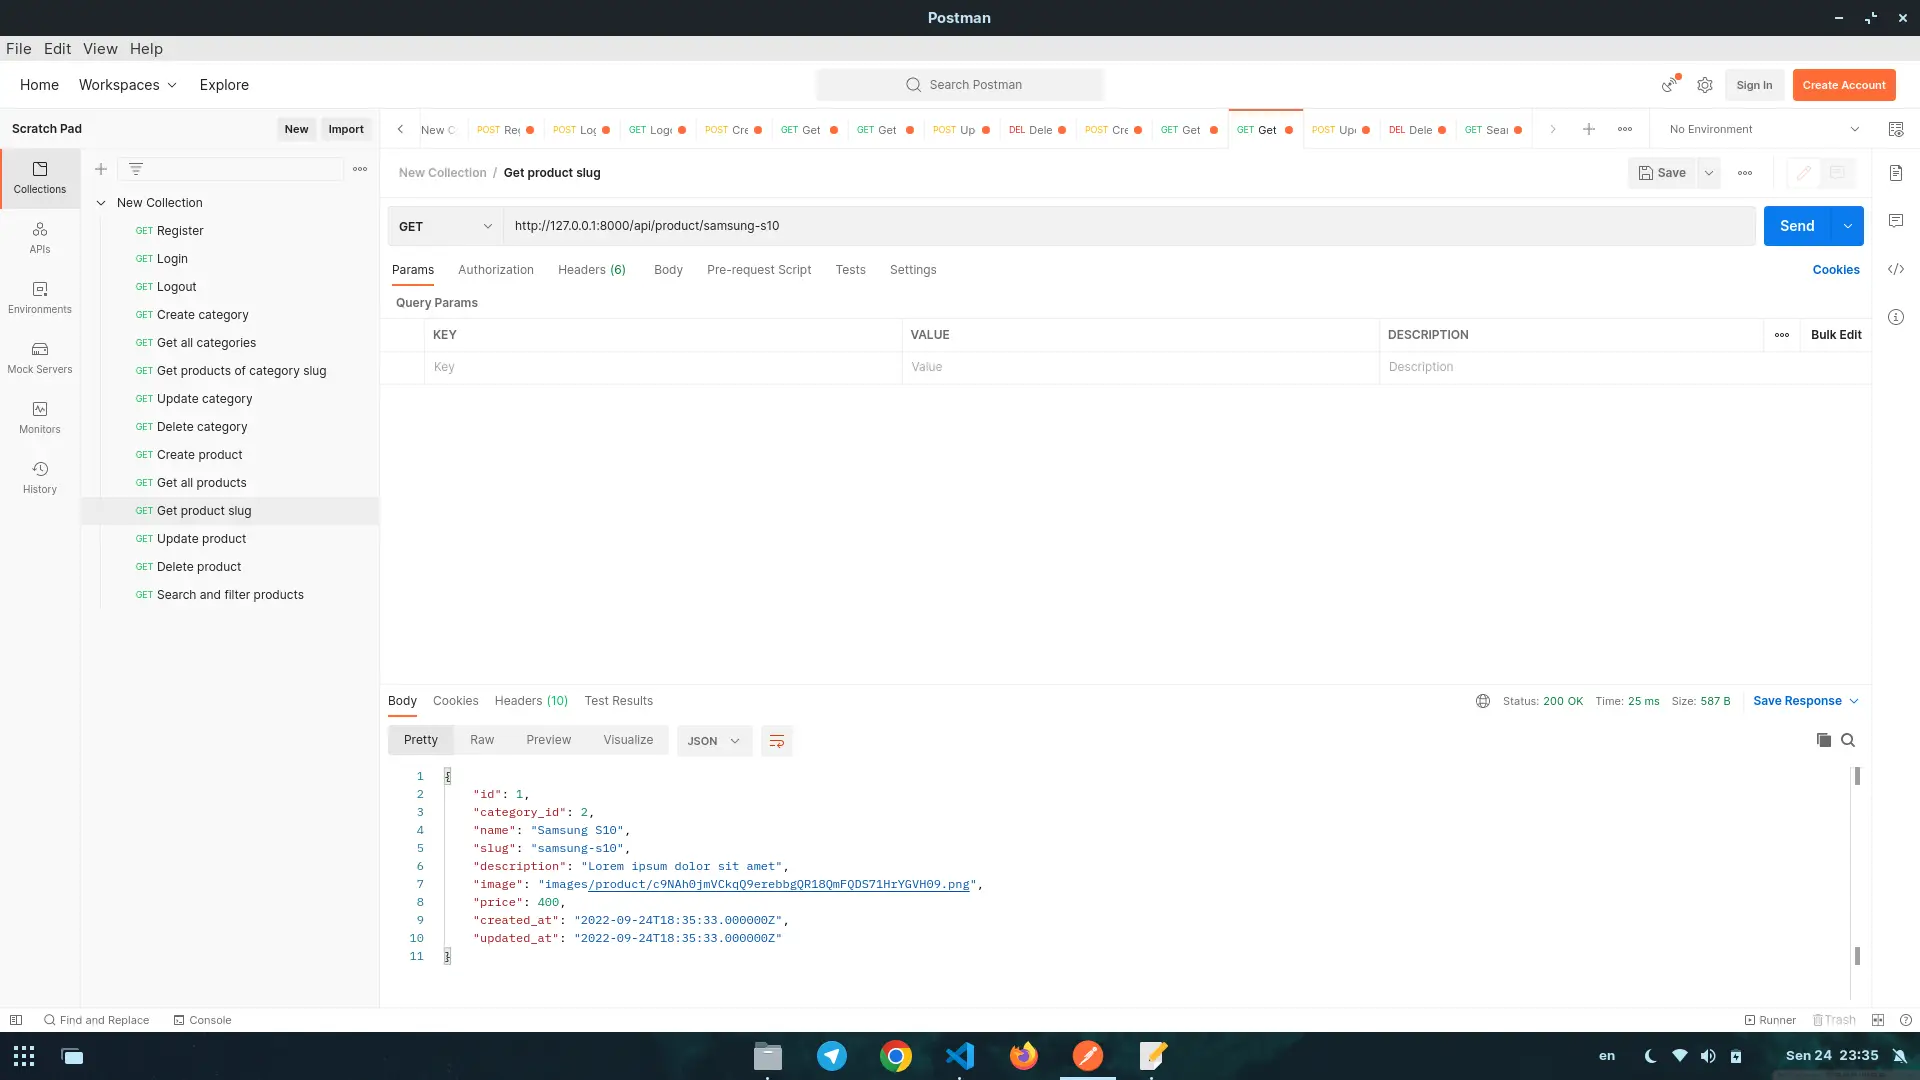 Postman
File Edit View Help
Home Workspaces Explore Search Postman Sign In Create Account
Scratch Pad New Import
New C POST Reg POST Log GET Logo POST Cre GET Get GET Get POST Up DEL Dele POST Cre GET Get GET Get POST Up DEL Dele GET Sear No Environment
Collections
APIs
Environments
Mock Servers
Monitors
History
New Collection
GET Register
GET Login
GET Logout
GET Create category
GET Get all categories
GET Get products of category slug
GET Update category
GET Delete category
GET Create product
GET Get all products
GET Get product slug
GET Update product
GET Delete product
GET Search and filter products
New Collection / Get product slug Save
GET http://127.0.0.1:8000/api/product/samsung-s10 Send
Params Authorization Headers (6) Body Pre-request Script Tests Settings Cookies
Query Params
KEY VALUE DESCRIPTION Bulk Edit
Key Value Description
Body Cookies Headers (10) Test Results Status: 200 OK Time: 25 ms Size: 587 B Save Response
Pretty Raw Preview Visualize JSON
1 {
2 "id": 1,
3 "category_id": 2,
4 "name": "Samsung S10",
5 "slug": "samsung-s10",
6 "description": "Lorem ipsum dolor sit amet",
7 "image": "images/product/c9NAh0jmVCkqQ9erebbgQR18QmFQDS71HrYGVH09.png",
8 "price": 400,
9 "created_at": "2022-09-24T18:35:33.000000Z",
10 "updated_at": "2022-09-24T18:35:33.000000Z"
11 }
Find and Replace Console Runner Trash
en Sen 24 23:35